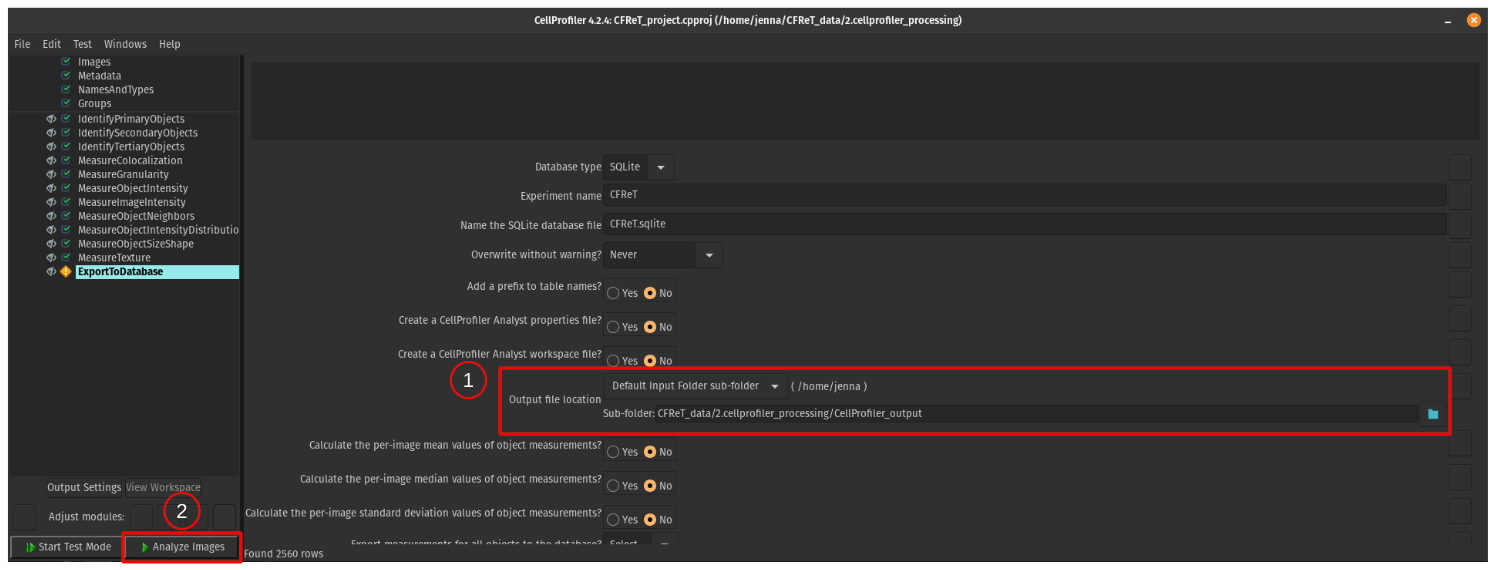 CellProfiler 4.2.4: CFReT_project.cpproj (/home/jenna/CFReT_data/2.cellprofiler_processing)
File Edit Test Windows Help
Images
Metadata
NamesAndTypes
Groups
IdentifyPrimaryObjects
IdentifySecondaryObjects
IdentifyTertiaryObjects
MeasureColocalization
MeasureGranularity
MeasureObjectIntensity
MeasureImageIntensity
MeasureObjectNeighbors
MeasureObjectIntensityDistributio
MeasureObjectSizeShape
MeasureTexture
ExportToDatabase
Output Settings View Workspace
2
Adjust modules:
Start Test Mode Analyze Images
Database type SQLite
Experiment name CFReT
Name the SQLite database file CFReT.sqlite
Overwrite without warning? Never
Add a prefix to table names? Yes No
Create a CellProfiler Analyst properties file? Yes No
Create a CellProfiler Analyst workspace file? Yes No
1
Output file location Default Input Folder sub-folder ( /home/jenna )
Sub-folder: CFReT_data/2.cellprofiler_processing/CellProfiler_output
Calculate the per-image mean values of object measurements? Yes No
Calculate the per-image median values of object measurements? Yes No
Calculate the per-image standard deviation values of object measurements? Yes No
Export measurements for all objects to the database? Select
Found 2560 rows